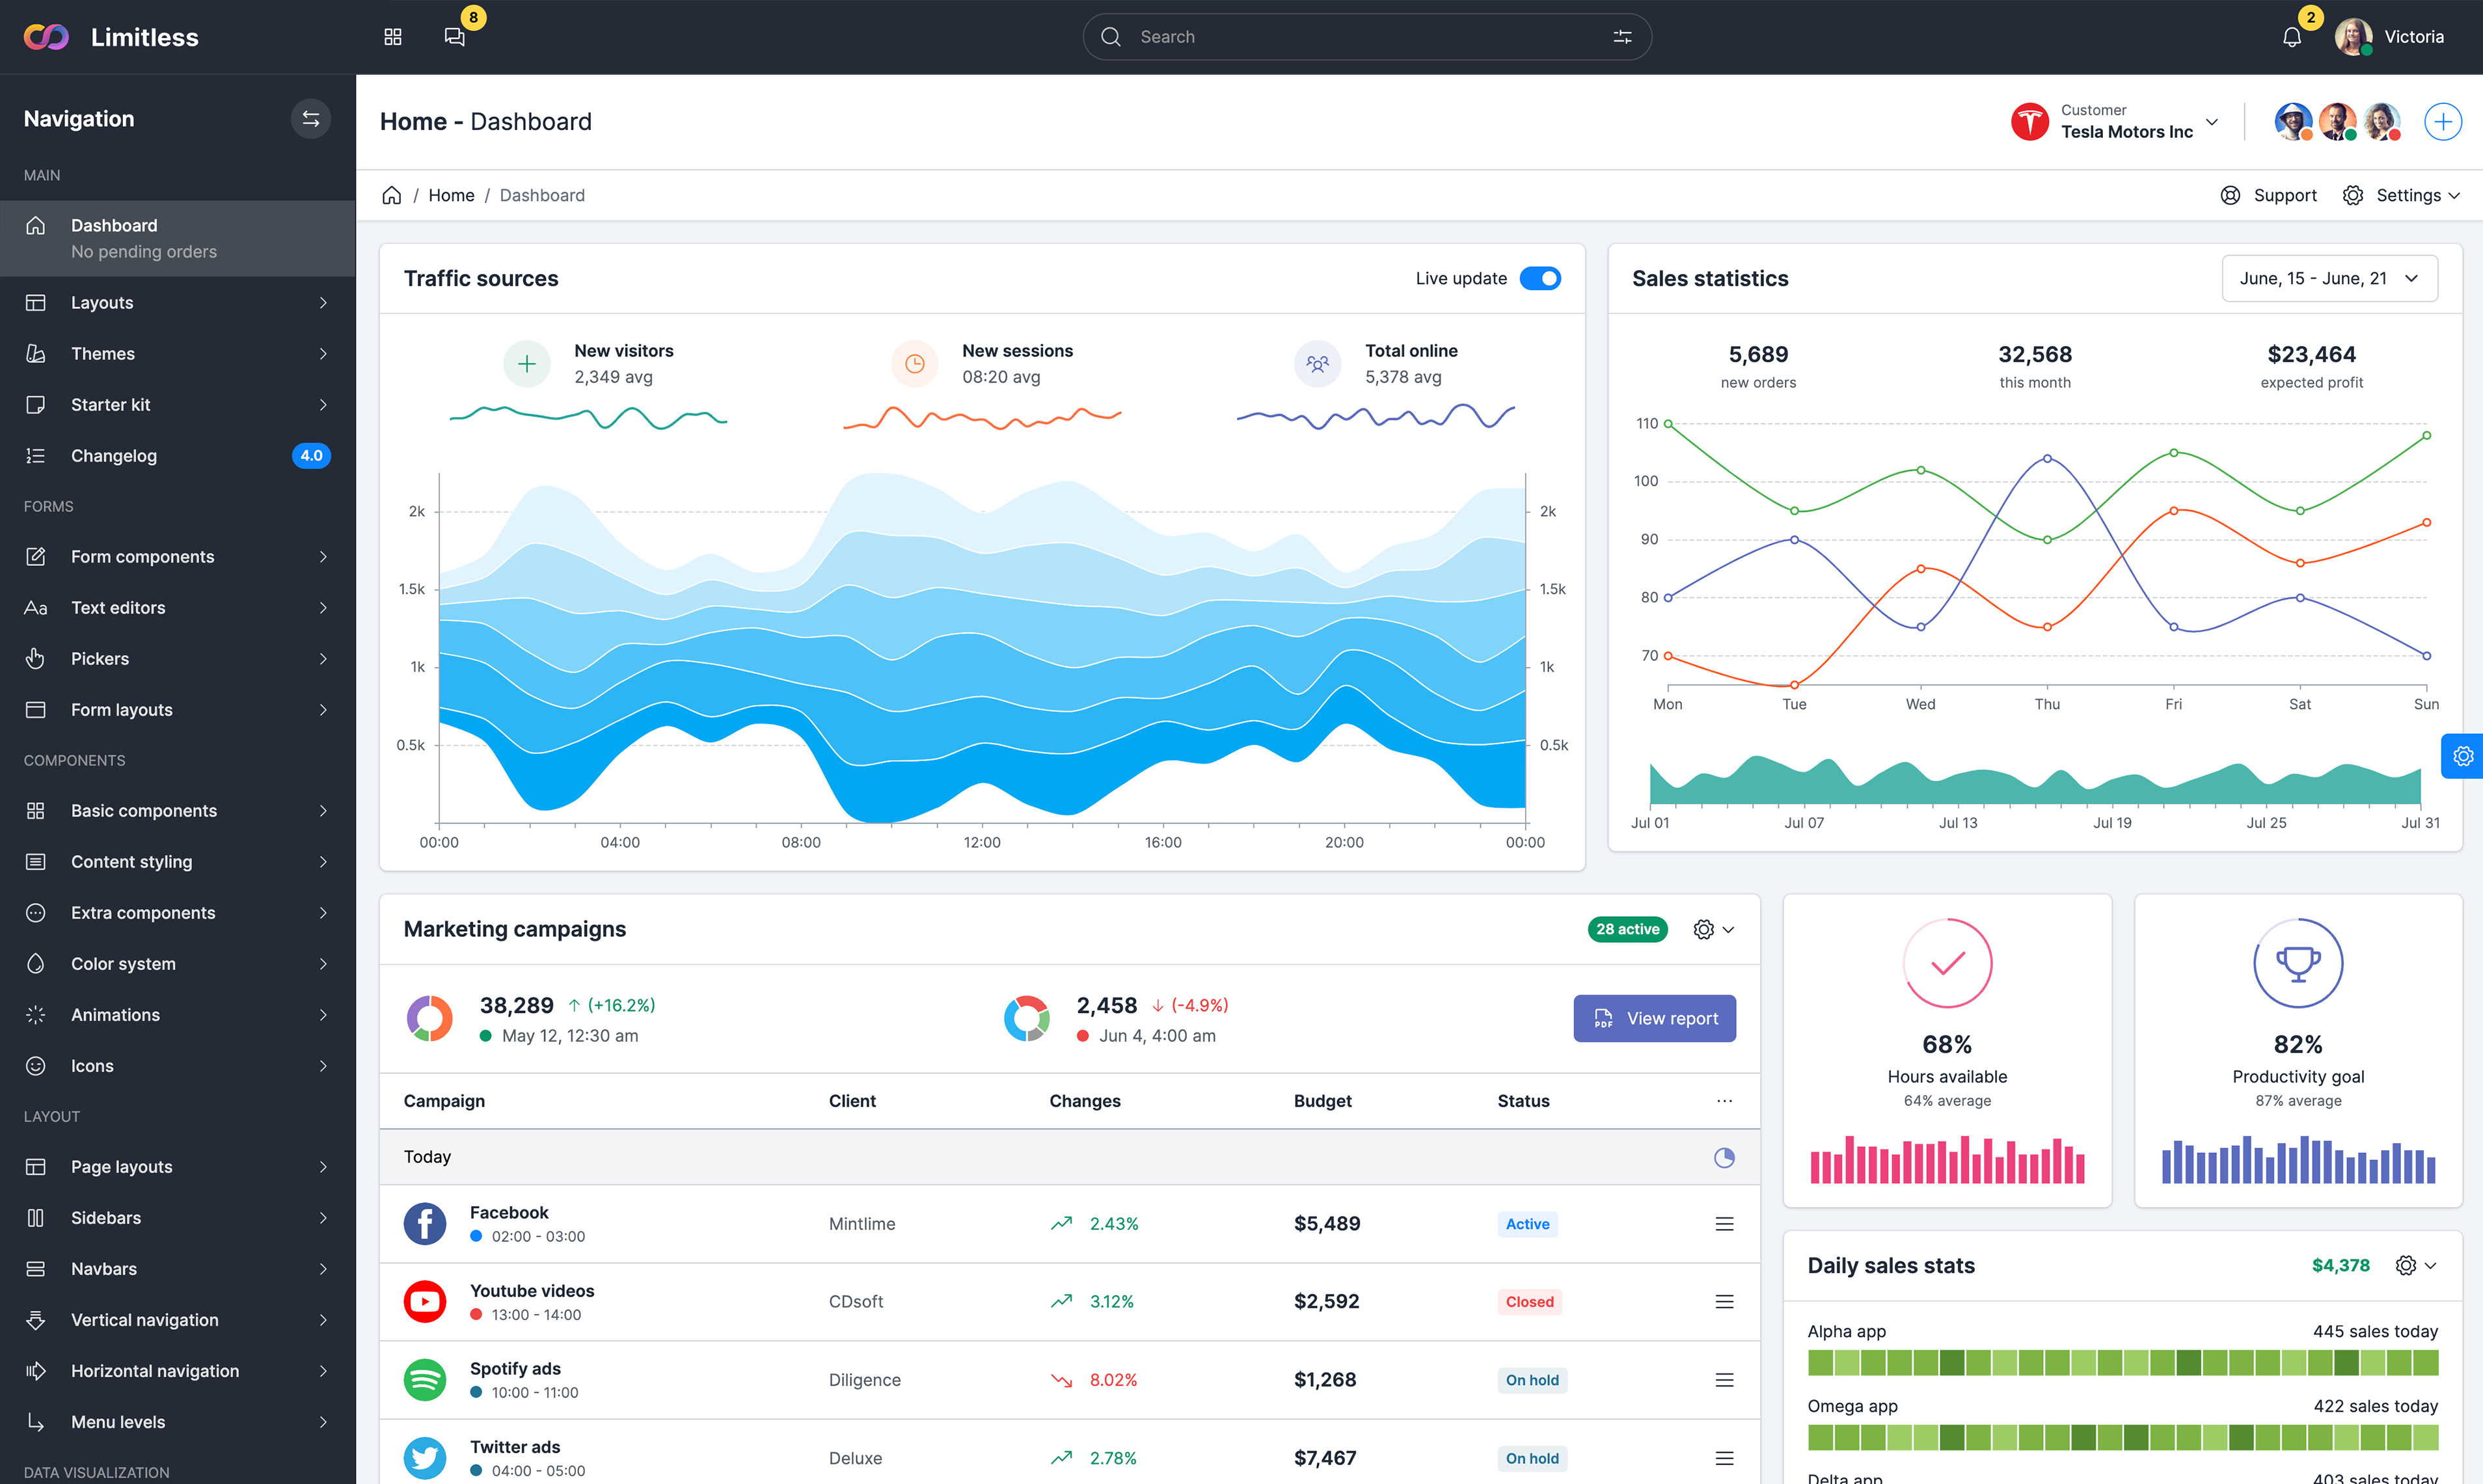 Limitless
8
Search
2
Victoria
Navigation
MAIN
Dashboard
No pending orders
Layouts
Themes
Starter kit
Changelog 4.0
FORMS
Form components
Text editors
Pickers
Form layouts
COMPONENTS
Basic components
Content styling
Extra components
Color system
Animations
Icons
LAYOUT
Page layouts
Sidebars
Navbars
Vertical navigation
Horizontal navigation
Menu levels
DATA VISUALIZATION
Home - Dashboard
Customer
Tesla Motors Inc
/ Home / Dashboard
Support Settings
Traffic sources
Live update
New visitors
2,349 avg
New sessions
08:20 avg
Total online
5,378 avg
2k 2k
1.5k 1.5k
1k 1k
0.5k 0.5k
00:00 04:00 08:00 12:00 16:00 20:00 00:00
Sales statistics
June, 15 - June, 21
5,689
new orders
32,568
this month
$23,464
expected profit
110
100
90
80
70
Mon Tue Wed Thu Fri Sat Sun
Jul 01 Jul 07 Jul 13 Jul 19 Jul 25 Jul 31
Marketing campaigns
28 active
38,289 (+16.2%)
May 12, 12:30 am
2,458 (-4.9%)
Jun 4, 4:00 am
PDF View report
Campaign Client Changes Budget Status ...
Today
Facebook
02:00 - 03:00
Mintlime 2.43% $5,489 Active
Youtube videos
13:00 - 14:00
CDsoft 3.12% $2,592 Closed
Spotify ads
10:00 - 11:00
Diligence 8.02% $1,268 On hold
Twitter ads
04:00 - 05:00
Deluxe 2.78% $7,467 On hold
68%
Hours available
64% average
82%
Productivity goal
87% average
Daily sales stats
$4,378
Alpha app 445 sales today
Omega app 422 sales today
Delta app 403 sales today